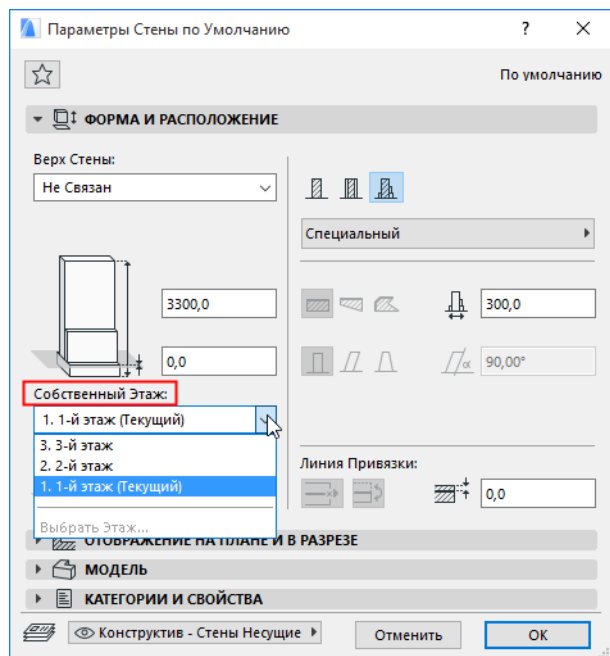 Параметры Стены по Умолчанию
?
По умолчанию
ФОРМА И РАСПОЛОЖЕНИЕ
Верх Стены:
Не Связан
Специальный
3300,0
300,0
0,0
α
90,00°
Собственный Этаж:
1. 1-й этаж (Текущий)
3. 3-й этаж
2. 2-й этаж
1. 1-й этаж (Текущий)
Выбрать Этаж...
Линия Привязки:
0,0
ОТОБРАЖЕНИЕ НА ПЛАНЕ И В РАЗРЕЗЕ
МОДЕЛЬ
КАТЕГОРИИ И СВОЙСТВА
Конструктив - Стены Несущие
Отменить
ОК